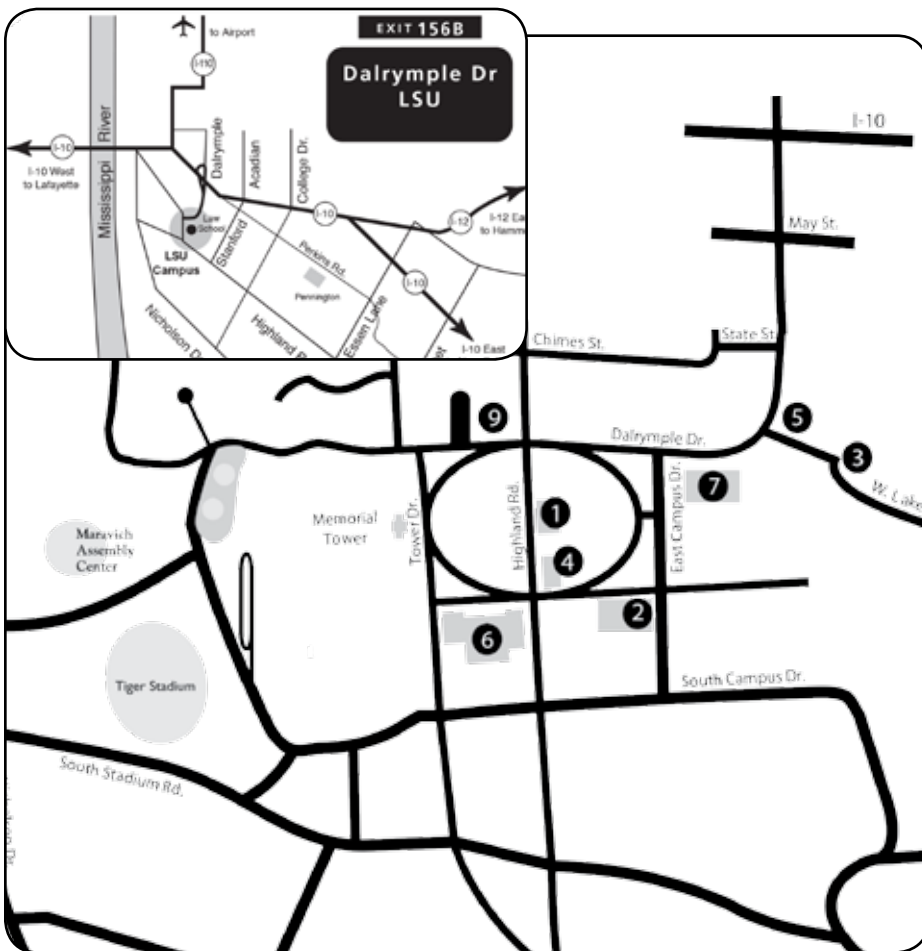 to Airport
EXIT 156B
Dalrymple Dr
LSU
I-110
I-10
I-10 West
to Lafayette
Mississippi River
Dalrymple
Acadian
College Dr.
Law
School
LSU
Campus
Stanford
I-10
I-12
I-12 Ea
to Hamm
Perkins Rd.
Pennington
I-10
Nicholson D
Highland R
Essen Lane
et
I-10 East
I-10
May St.
State St
Chimes St.
9
Dalrymple Dr.
5
3
W. Lake
7
East Campus Dr.
1
4
Highland Rd.
Tower Dr.
Memorial
Tower
Maravich
Assembly
Center
2
6
Tiger Stadium
South Campus Dr.
South Stadium Rd.